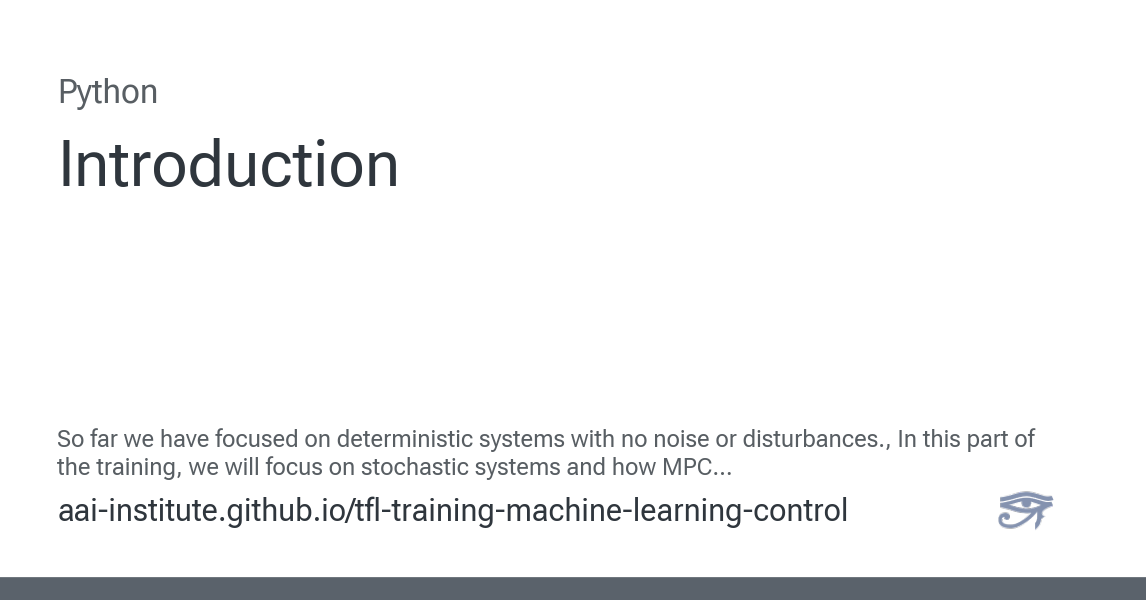 Python
Introduction
So far we have focused on deterministic systems with no noise or disturbances., In this part of
the training, we will focus on stochastic systems and how MPC...
aai-institute.github.io/tfl-training-machine-learning-control